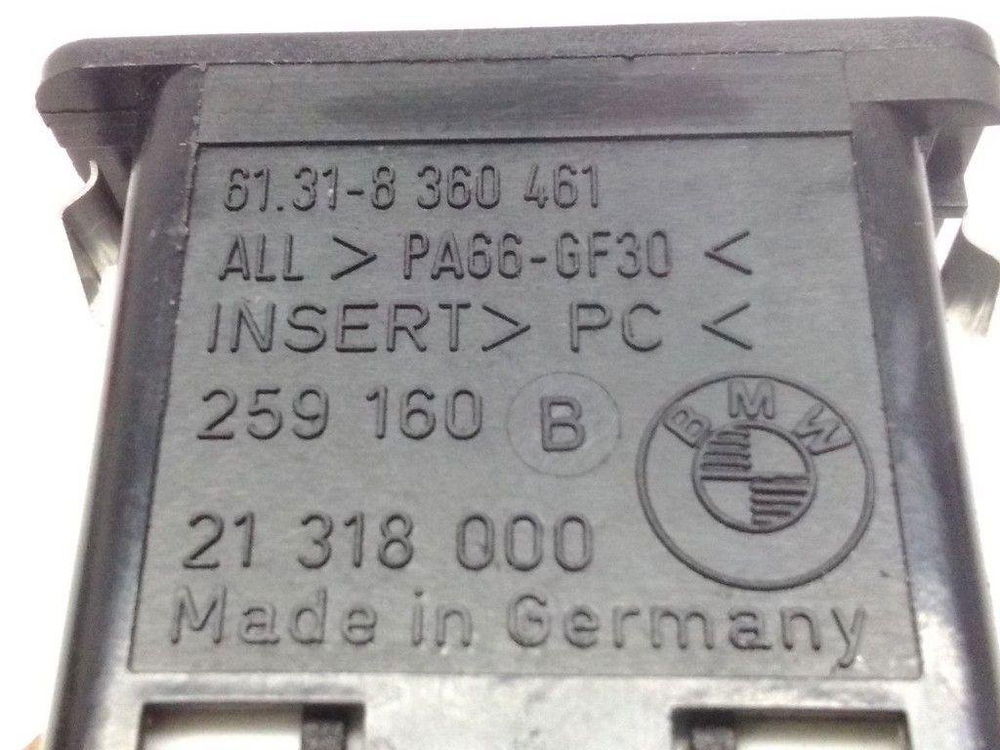 61.31-8 360 461
ALL > PA66-GF30 <
INSERT > PC <
259 160 B
BMW
21 318 000
Made in Germany